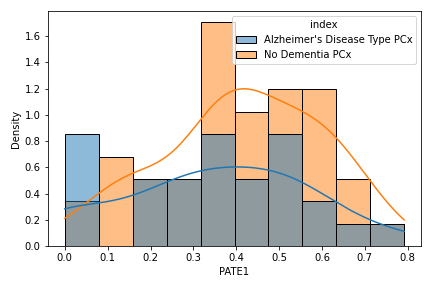 index
Alzheimer's Disease Type PCx
No Dementia PCx
Density
1.6
1.4
1.2
1.0
0.8
0.6
0.4
0.2
0.0
0.0 0.1 0.2 0.3 0.4 0.5 0.6 0.7 0.8
PATE1